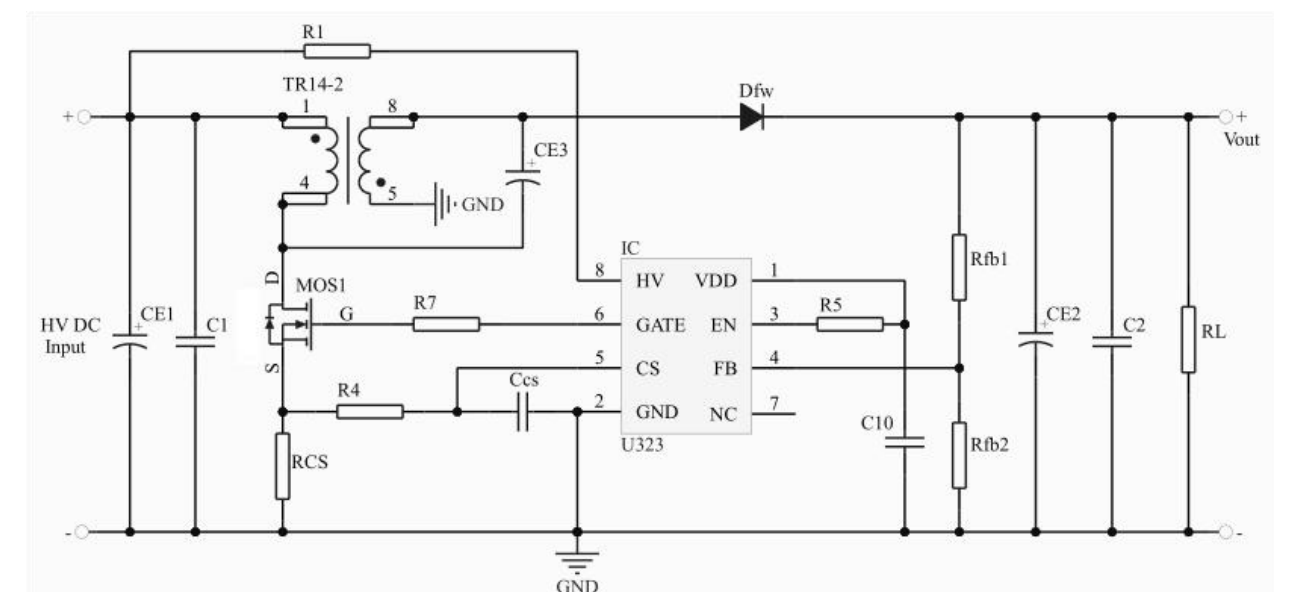 R1
TR14-2
1
8
Dfw
+
+
Vout
CE3
+
4
5
GND
IC
D
MOS1
8
HV
VDD
1
Rfb1
HV DC
Input
CE1
+
C1
G
R7
6
GATE
EN
3
R5
CE2
+
C2
RL
S
5
CS
FB
4
R4
Ccs
2
GND
NC
7
C10
U323
Rfb2
RCS
-
-
GND